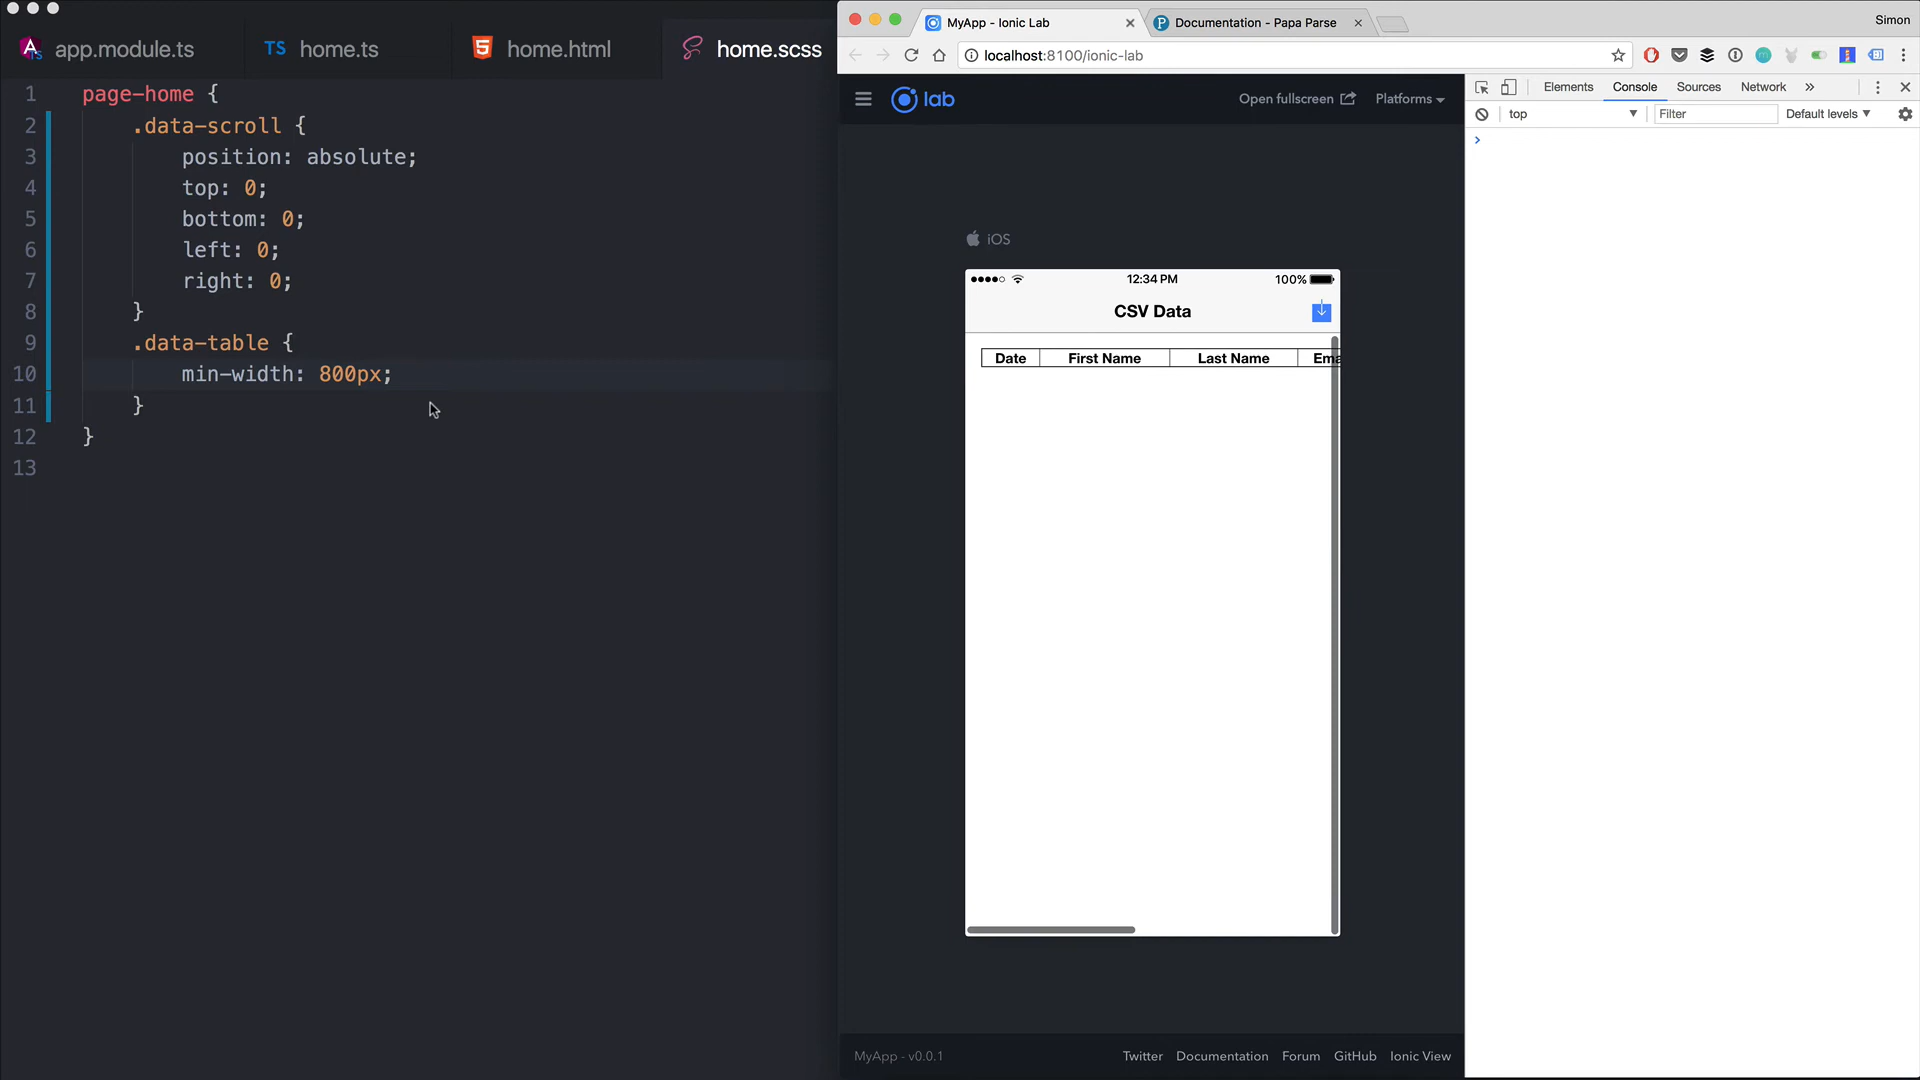 app.module.ts
TS home.ts
home.html
home.scss
1 page-home {
2 .data-scroll {
3 position: absolute;
4 top: 0;
5 bottom: 0;
6 left: 0;
7 right: 0;
8 }
9 .data-table {
10 min-width: 800px;
11 }
12 }
13
MyApp - Ionic Lab
Documentation - Papa Parse
Simon
localhost:8100/ionic-lab
lab
Open fullscreen
Platforms
Elements
Console
Sources
Network
top
Filter
Default levels
iOS
12:34 PM
100%
CSV Data
Date First Name Last Name Ema
MyApp - v0.0.1
Twitter Documentation Forum GitHub Ionic View